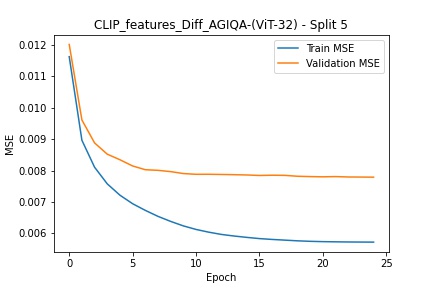 CLIP_features_Diff_AGIQA-(ViT-32) - Split 5
Train MSE
Validation MSE
MSE
0.012
0.011
0.010
0.009
0.008
0.007
0.006
0 5 10 15 20 25
Epoch